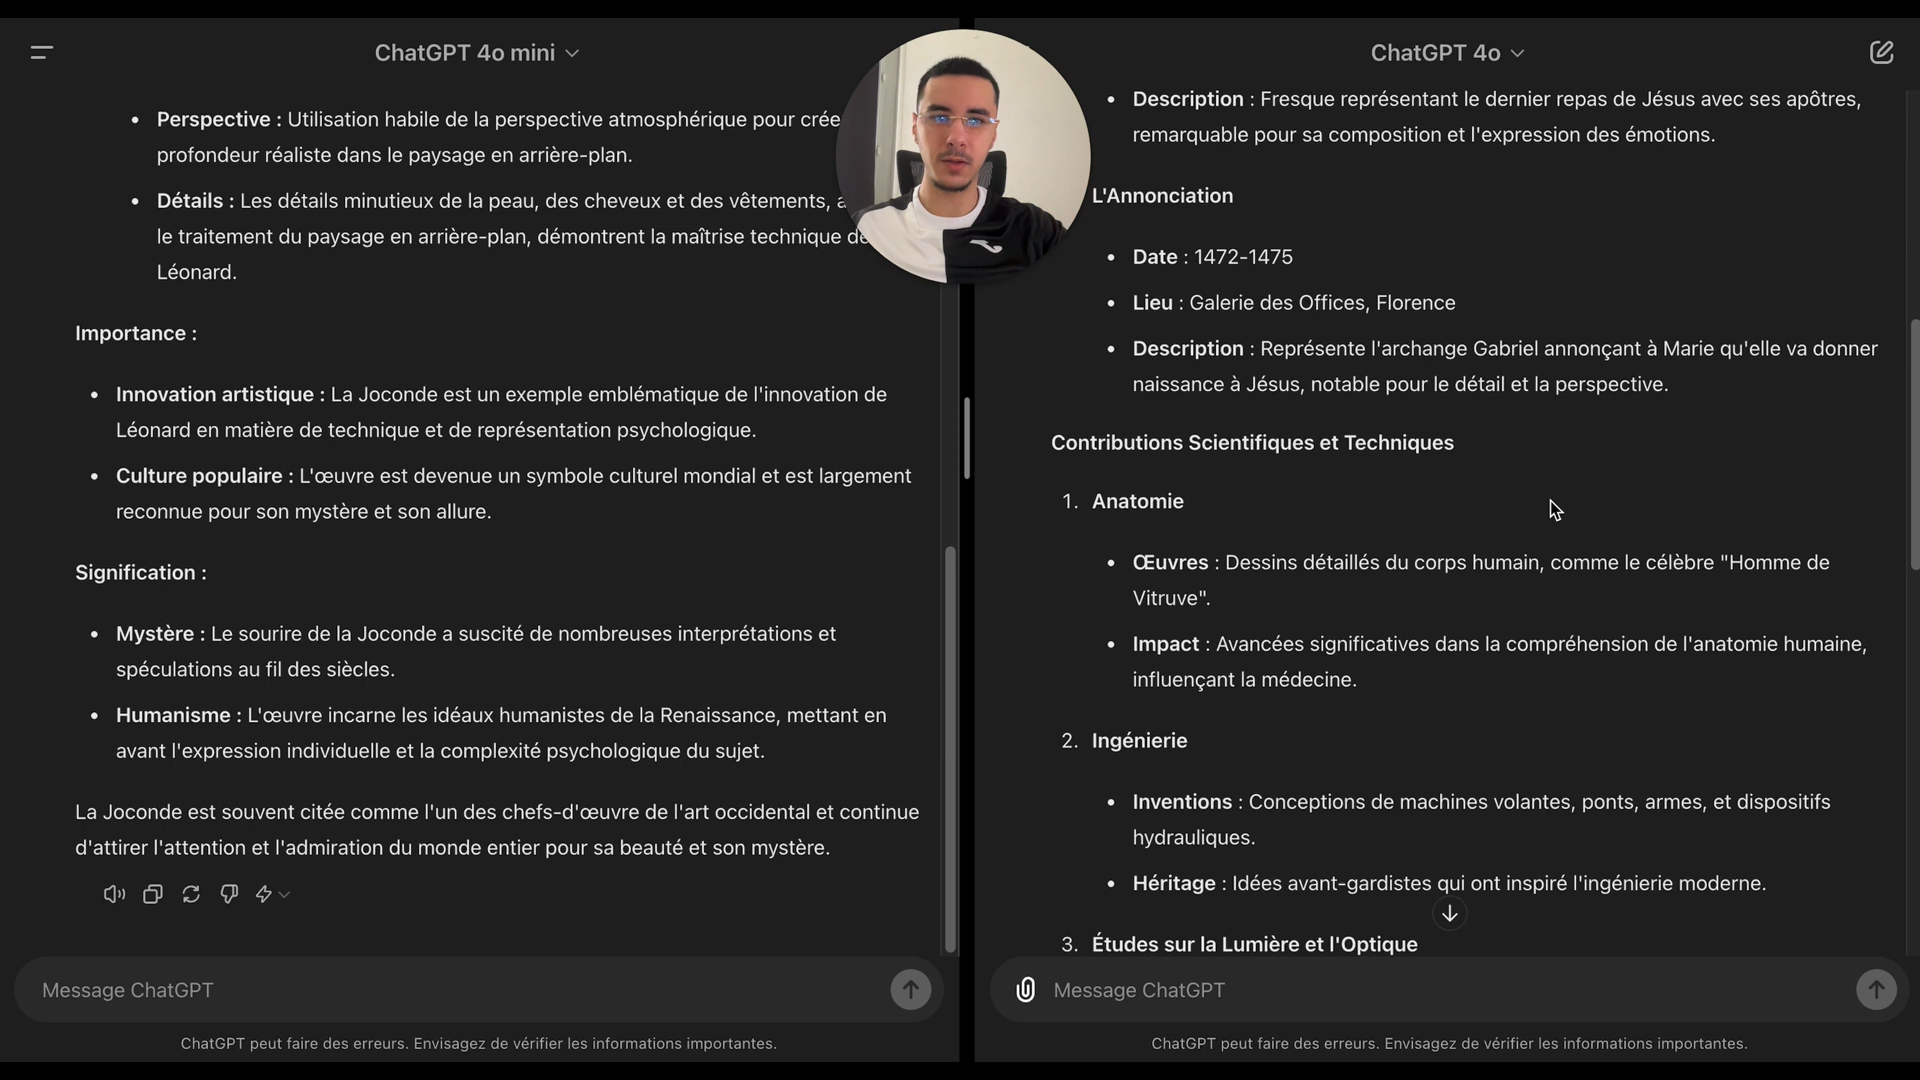 ChatGPT 4o mini
Perspective : Utilisation habile de la perspective atmosphérique pour crée
profondeur réaliste dans le paysage en arrière-plan.
Détails : Les détails minutieux de la peau, des cheveux et des vêtements, a
le traitement du paysage en arrière-plan, démontrent la maîtrise technique de
Léonard.
Importance :
Innovation artistique : La Joconde est un exemple emblématique de l'innovation de
Léonard en matière de technique et de représentation psychologique.
Culture populaire : L'œuvre est devenue un symbole culturel mondial et est largement
reconnue pour son mystère et son allure.
Signification :
Mystère : Le sourire de la Joconde a suscité de nombreuses interprétations et
spéculations au fil des siècles.
Humanisme : L'œuvre incarne les idéaux humanistes de la Renaissance, mettant en
avant l'expression individuelle et la complexité psychologique du sujet.
La Joconde est souvent citée comme l'un des chefs-d'œuvre de l'art occidental et continue
d'attirer l'attention et l'admiration du monde entier pour sa beauté et son mystère.
Message ChatGPT
ChatGPT peut faire des erreurs. Envisagez de vérifier les informations importantes.
ChatGPT 4o
Description : Fresque représentant le dernier repas de Jésus avec ses apôtres,
remarquable pour sa composition et l'expression des émotions.
L'Annonciation
Date : 1472-1475
Lieu : Galerie des Offices, Florence
Description : Représente l'archange Gabriel annonçant à Marie qu'elle va donner
naissance à Jésus, notable pour le détail et la perspective.
Contributions Scientifiques et Techniques
1. Anatomie
Œuvres : Dessins détaillés du corps humain, comme le célèbre "Homme de
Vitruve".
Impact : Avancées significatives dans la compréhension de l'anatomie humaine,
influençant la médecine.
2. Ingénierie
Inventions : Conceptions de machines volantes, ponts, armes, et dispositifs
hydrauliques.
Héritage : Idées avant-gardistes qui ont inspiré l'ingénierie moderne.
3. Études sur la Lumière et l'Optique
Message ChatGPT
ChatGPT peut faire des erreurs. Envisagez de vérifier les informations importantes.